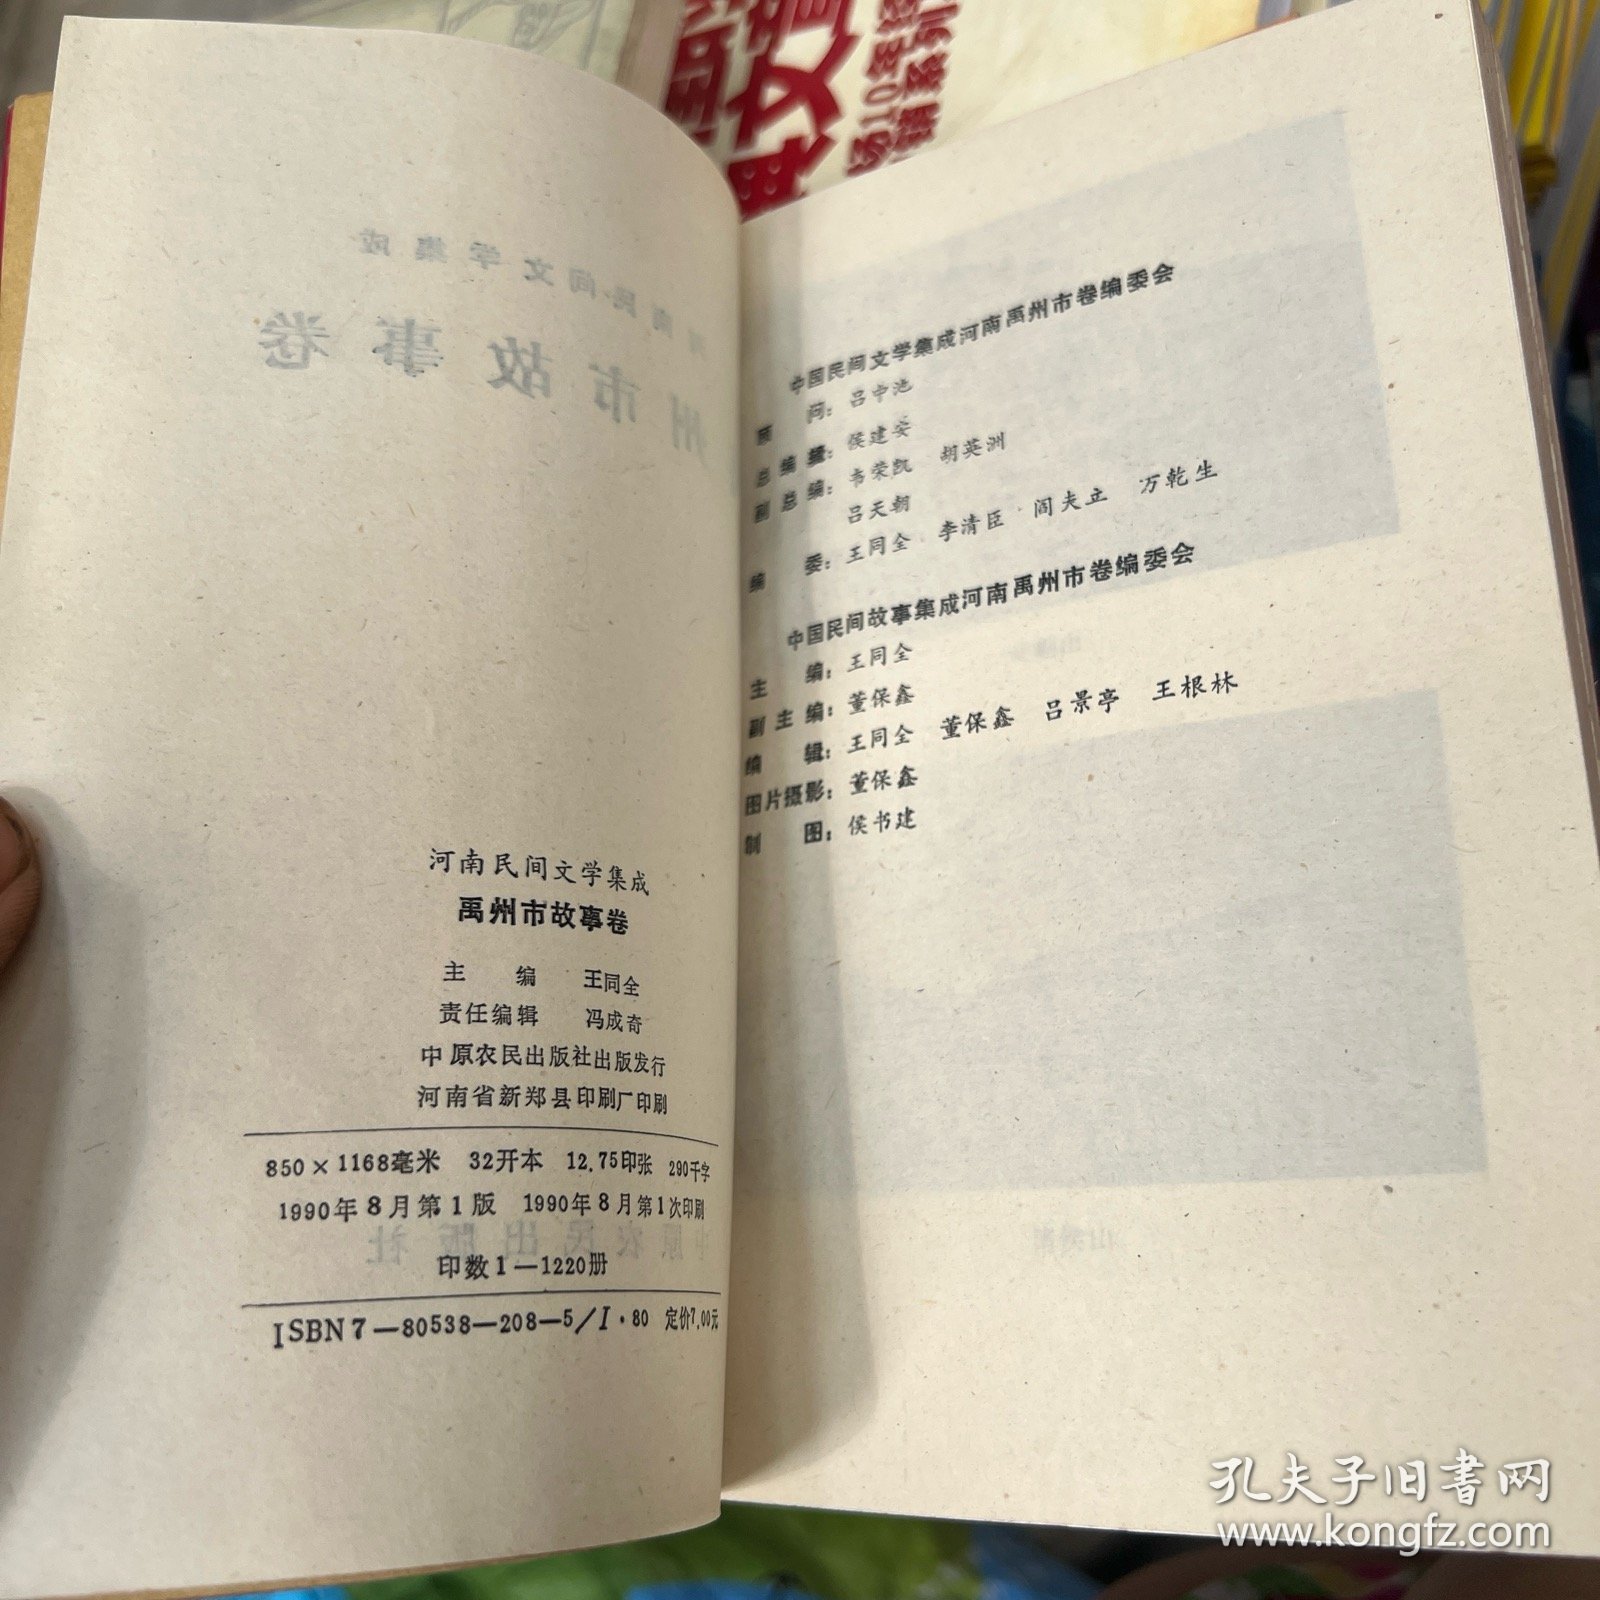 河南民间文学集成
禹州市故事卷
主 编 王同全
责任编辑 冯成奇
中原农民出版社出版发行
河南省新郑县印刷厂印刷
850×1168毫米 32开本 12.75印张 290千字
1990年8月第1版 1990年8月第1次印刷
印数1—1220册
ISBN7—80538—208—5/I·80 定价7.00元
中国民间文学集成河南禹州市卷编委会
顾 问：吕中池
总编辑：侯建安
副总编：韦荣凯 胡英洲
吕天朝
编 委：王同全 李清臣 阎夫立 万乾生
中国民间故事集成河南禹州市卷编委会
主 编：王同全
副主编：董保鑫
编 辑：王同全 董保鑫 吕景亭 王根林
图片摄影：董保鑫
制 图：侯书建
孔夫子旧书网
www.kongfz.com